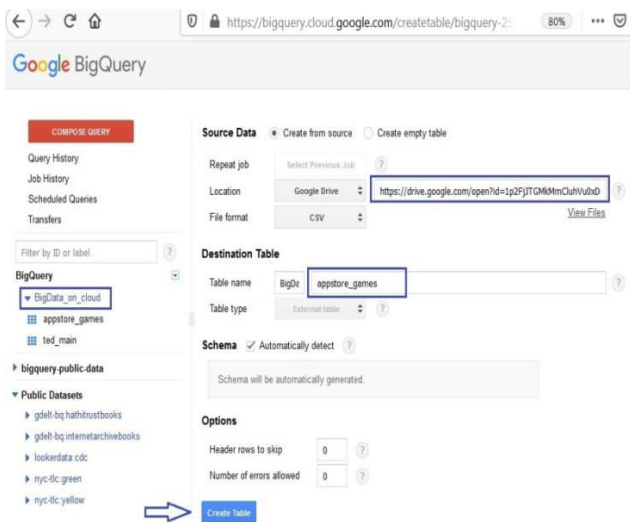 https://bigquery.cloud.google.com/createtable/bigquery-25
80%
Google BigQuery
COMPOSE QUERY
Query History
Job History
Scheduled Queries
Transfers
Filter by ID or label
?
BigQuery
BigData_on_cloud
appstore_games
ted_main
bigquery-public-data
Public Datasets
gdelt-bq:hathitrustbooks
gdelt-bq:internetarchivebooks
lookerdata:cdc
nyc-tlc:green
nyc-tlc:yellow
Source Data Create from source Create empty table
Repeat job Select Previous Job ?
Location Google Drive https://drive.google.com/open?id=1p2FjJTGMkMmCluhVu0xD ?
File format CSV View Files
Destination Table
Table name BigDa appstore_games ?
Table type External table ?
Schema Automatically detect ?
Schema will be automatically generated.
Options
Header rows to skip 0 ?
Number of errors allowed 0 ?
Create Table